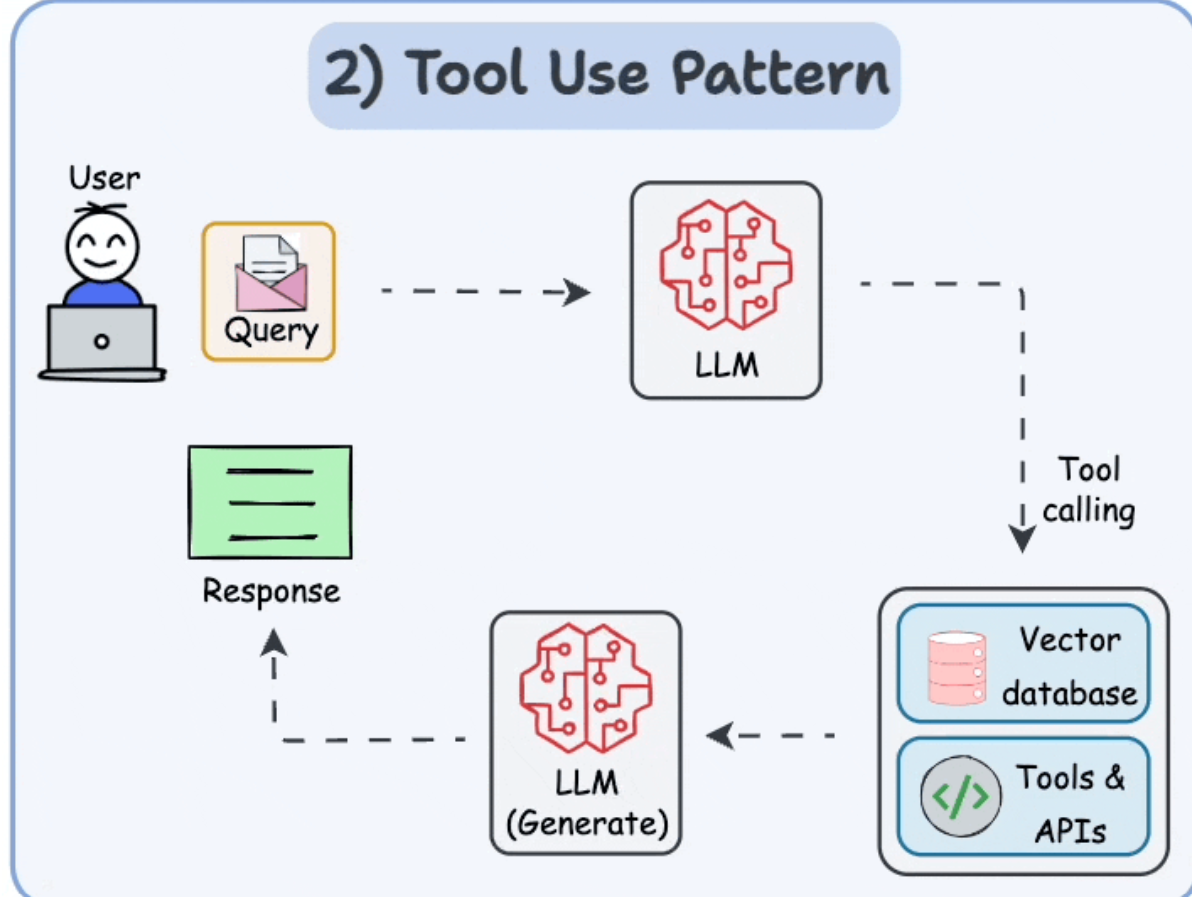 2) Tool Use Pattern
User
Query
LLM
Tool
calling
Response
Vector
database
Tools &
APIs
LLM
(Generate)